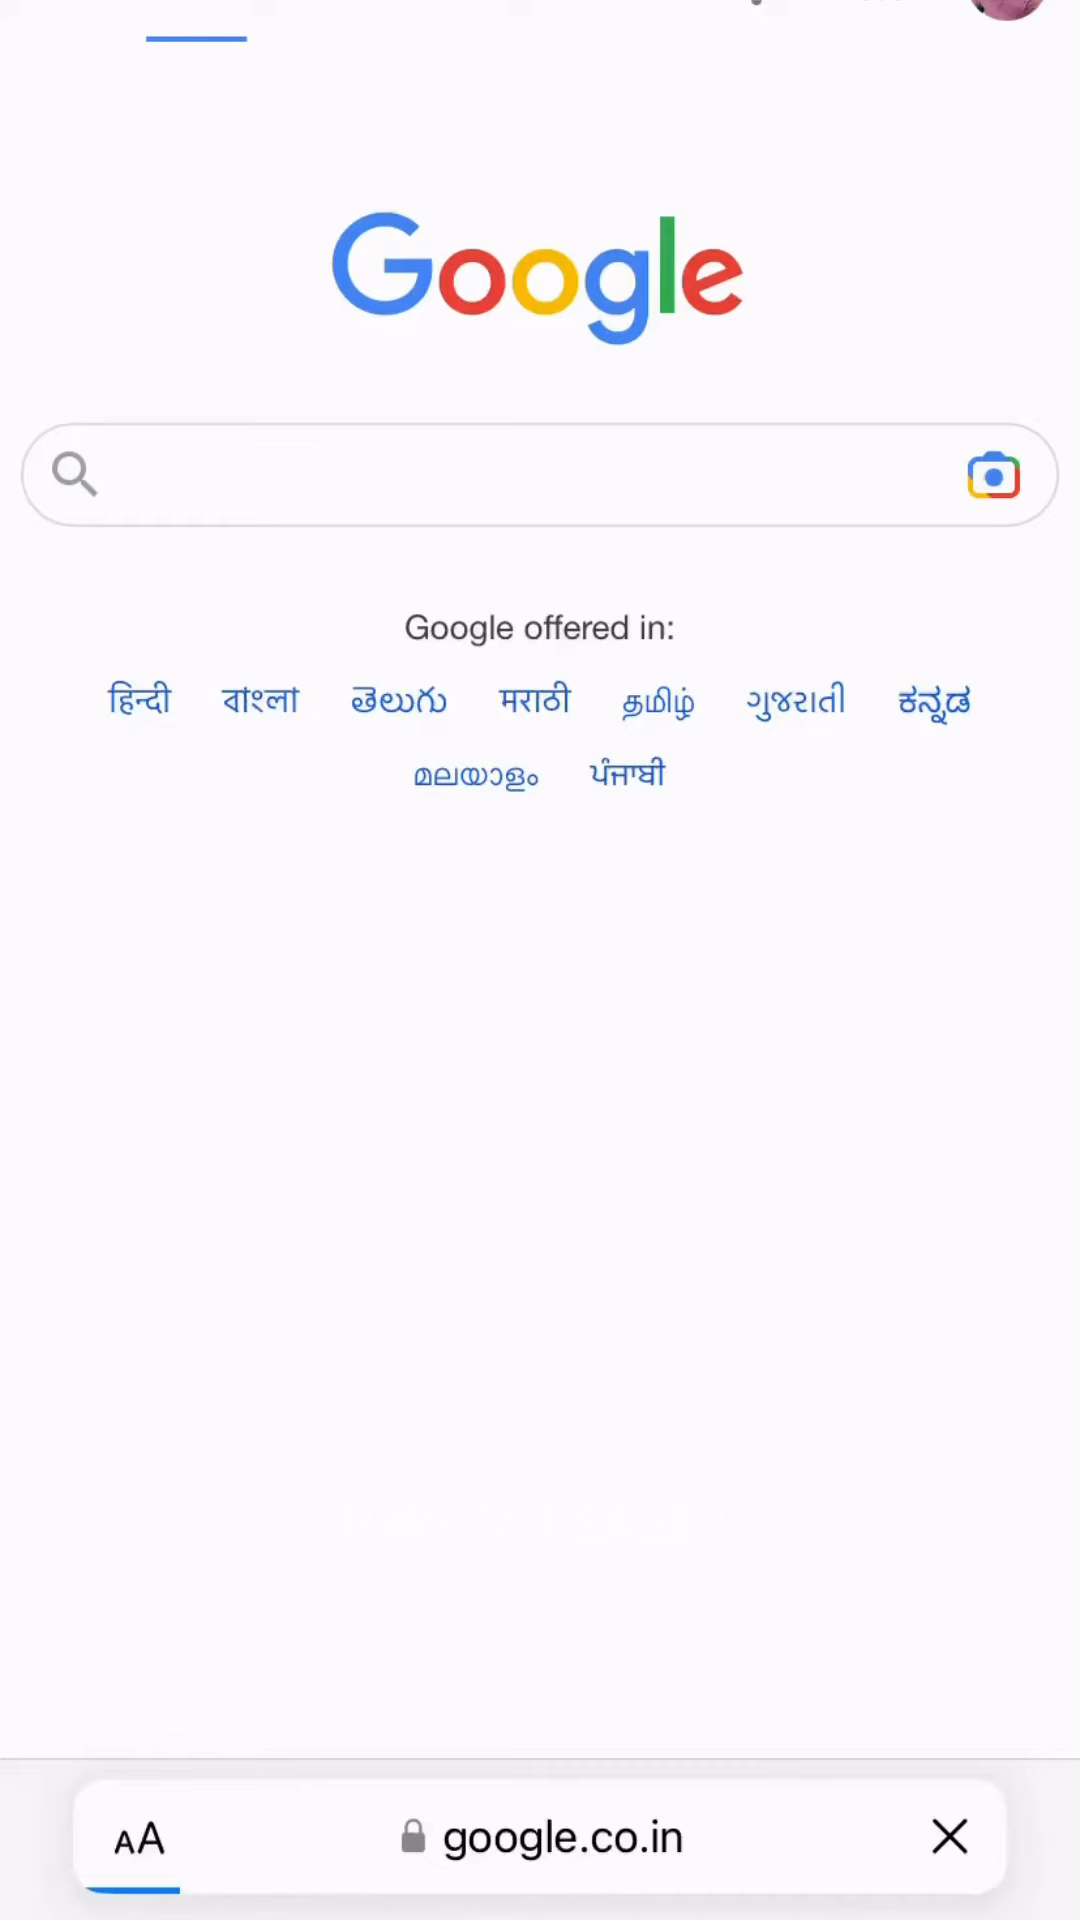 Google
Google offered in:
हिन्दी বাংলা తెలుగు मराठी தமிழ் ગુજરાતી ಕನ್ನಡ
മലയാളം ਪੰਜਾਬੀ
AA google.co.in